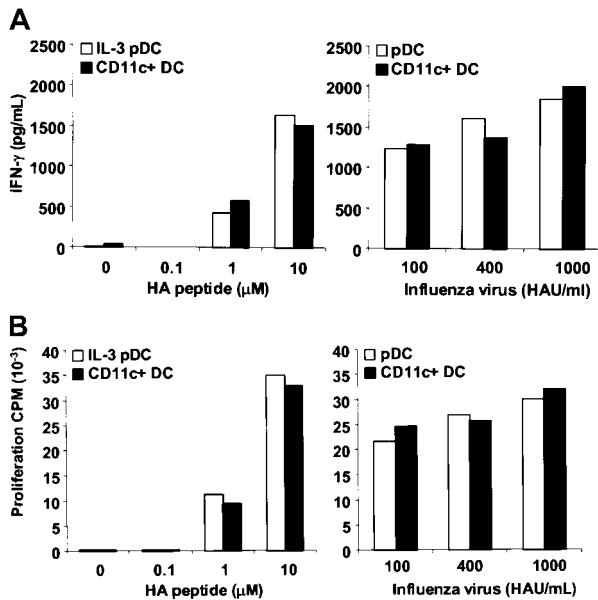 A
IL-3 pDC
CD11c+ DC
2500
2000
1500
1000
500
0
IFN-γ (pg/mL)
0 0.1 1 10
HA peptide (μM)
pDC
CD11c+ DC
2500
2000
1500
1000
500
0
100 400 1000
Influenza virus (HAU/ml)
B
IL-3 pDC
CD11c+ DC
40
35
30
25
20
15
10
5
0
Proliferation CPM (10⁻³)
0 0.1 1 10
HA peptide (μM)
pDC
CD11c+ DC
40
35
30
25
20
15
10
5
0
100 400 1000
Influenza virus (HAU/mL)